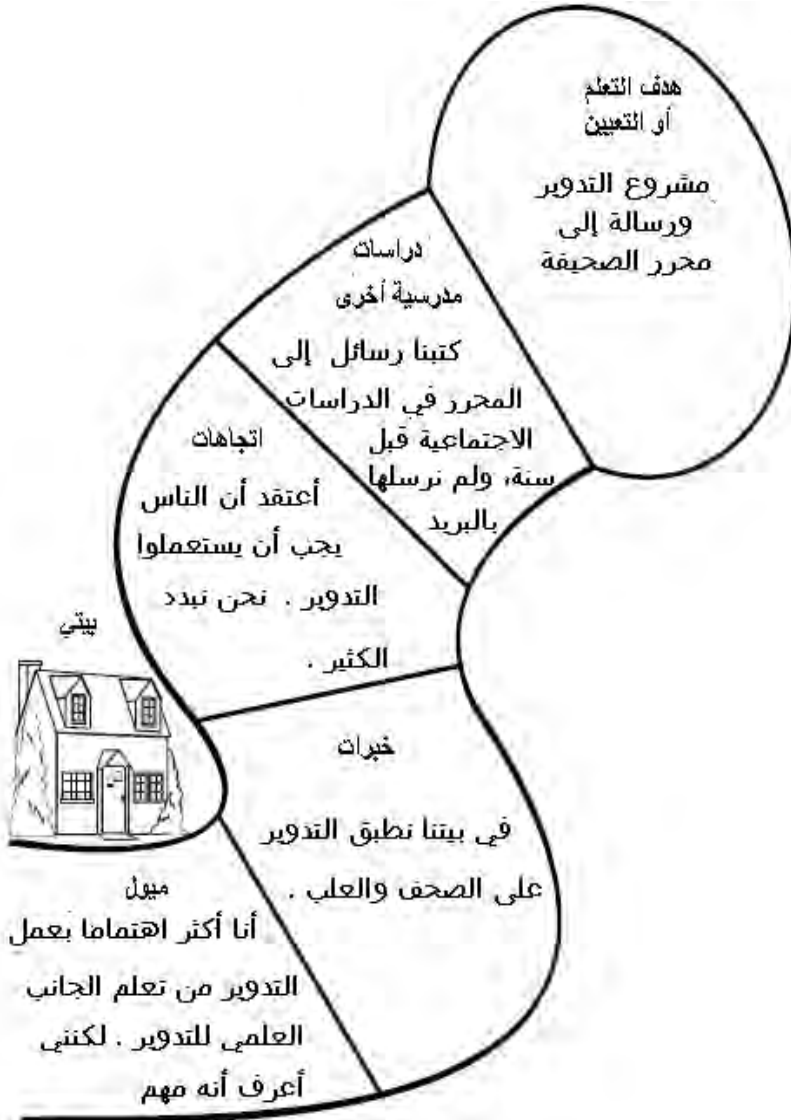 هدف التعلم
أو التعيين
مشروع التدوير
ورسالة إلى
محرر الصحيفة
دراسات
مدرسية أخرى
كتبنا رسائل إلى
المحرر في الدراسات
الاجتماعية قبل
سنة، ولم نرسلها
بالبريد
اتجاهات
أعتقد أن الناس
يجب أن يستعملوا
التدوير . نحن نبدد
الكثير .
بيتي
خبرات
في بيتنا نطبق التدوير
على الصحف والعلب .
ميول
أنا أكثر اهتماما بعمل
التدوير من تعلم الجانب
العلمي للتدوير . لكنني
أعرف أنه مهم